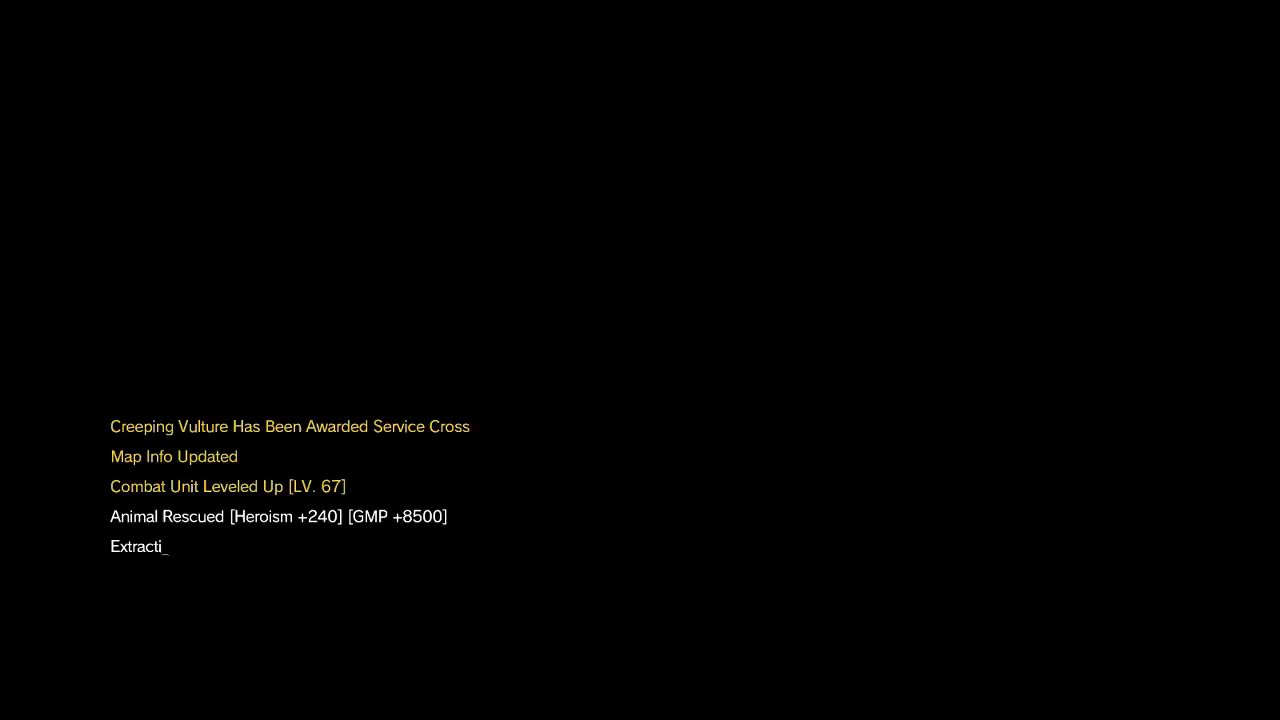 Creeping Vulture Has Been Awarded Service Cross
Map Info Updated
Combat Unit Leveled Up [LV. 67]
Animal Rescued [Heroism +240] [GMP +8500]
Extracti_